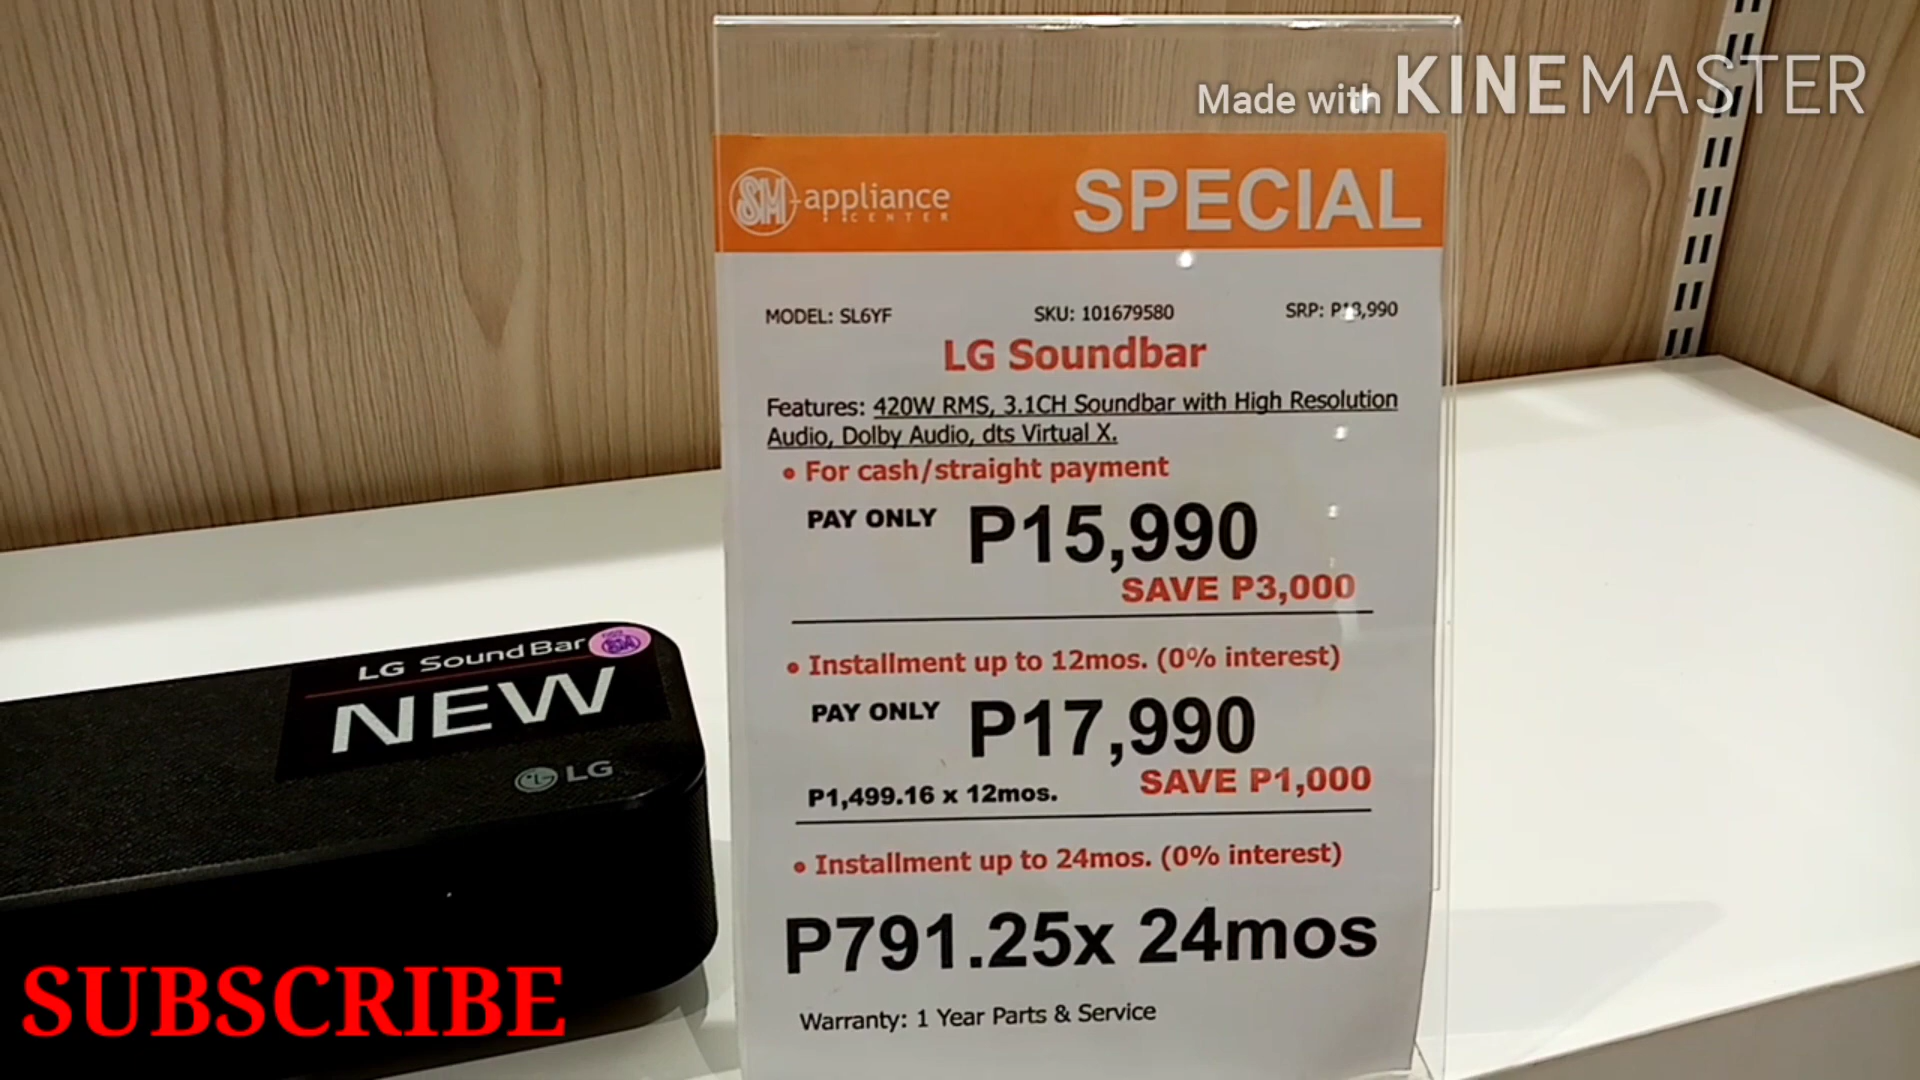 Made with KINEMASTER
SM appliance CENTER
SPECIAL
MODEL: SL6YF SKU: 101679580 SRP:
LG Soundbar
Features: 420W RMS, 3.1CH Soundbar with High Resolution
Audio, Dolby Audio, dts Virtual X.
• For cash/straight payment
PAY ONLY P15,990
SAVE P3,000
• Installment up to 12mos. (0% interest)
PAY ONLY P17,990
P1,499.16 x 12mos. SAVE P1,000
• Installment up to 24mos. (0% interest)
P791.25x 24mos
Warranty: 1 Year Parts & Service
LG Sound Bar
NEW
LG
SUBSCRIBE